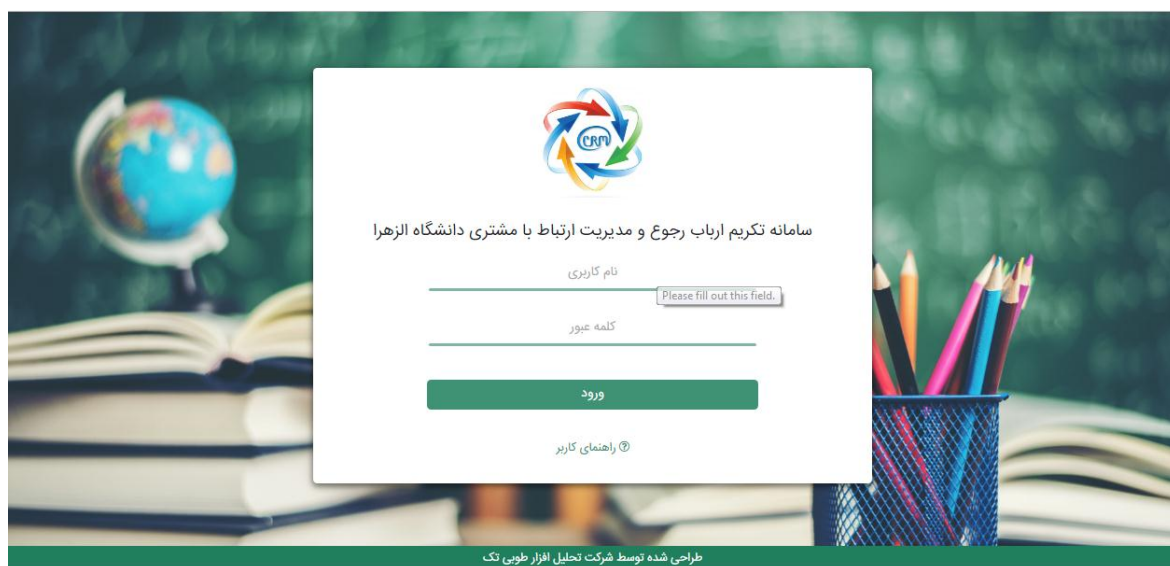 CRM
سامانه تکریم ارباب رجوع و مدیریت ارتباط با مشتری دانشگاه الزهرا
نام کاربری
Please fill out this field.
کلمه عبور
ورود
راهنمای کاربر
طراحی شده توسط شرکت تحلیل افزار طوبی تک